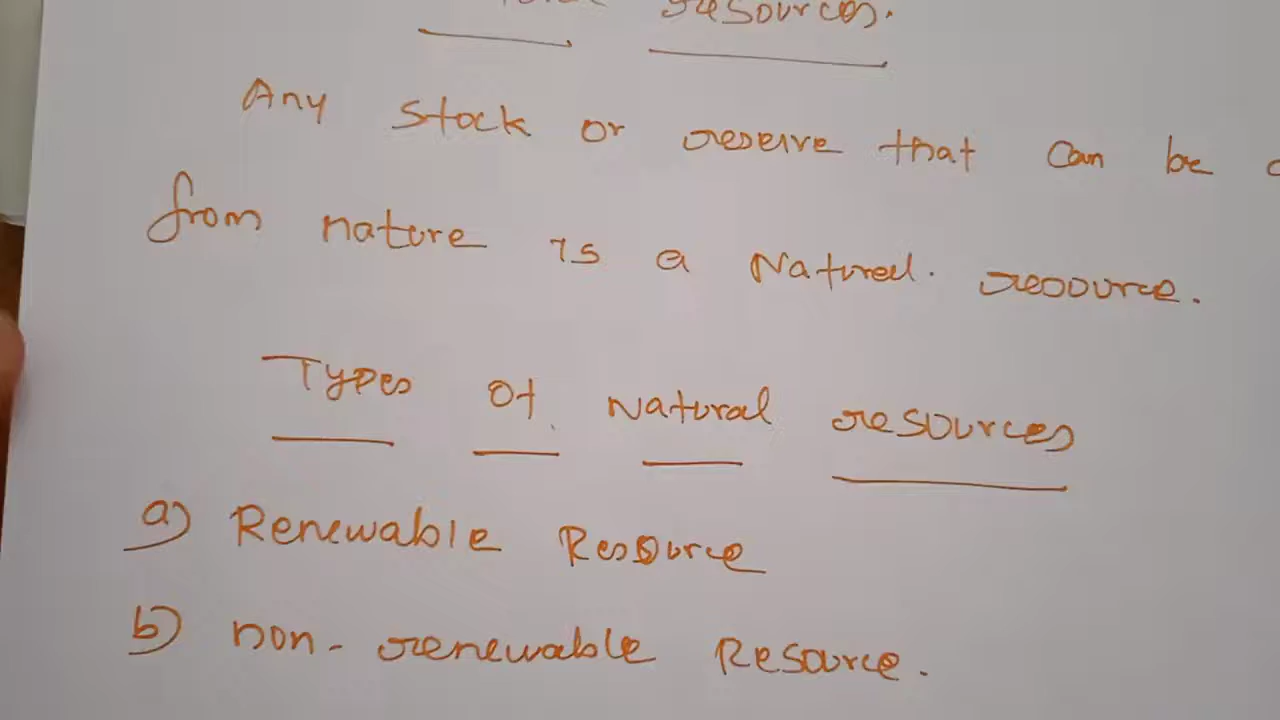 resources.
Any stock or reserve that can be
from nature is a Natural. resource.
Types of Natural resources
a) Renewable Resource
b) non-renewable Resource.